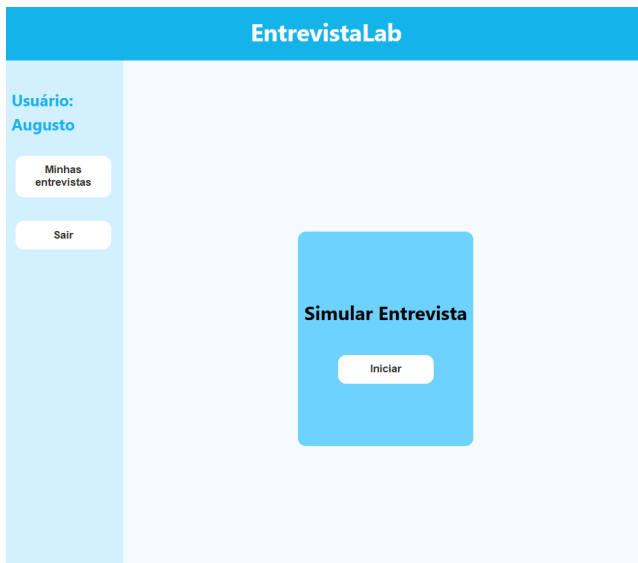 EntrevistaLab
Usuário:
Augusto
Minhas
entrevistas
Sair
Simular Entrevista
Iniciar